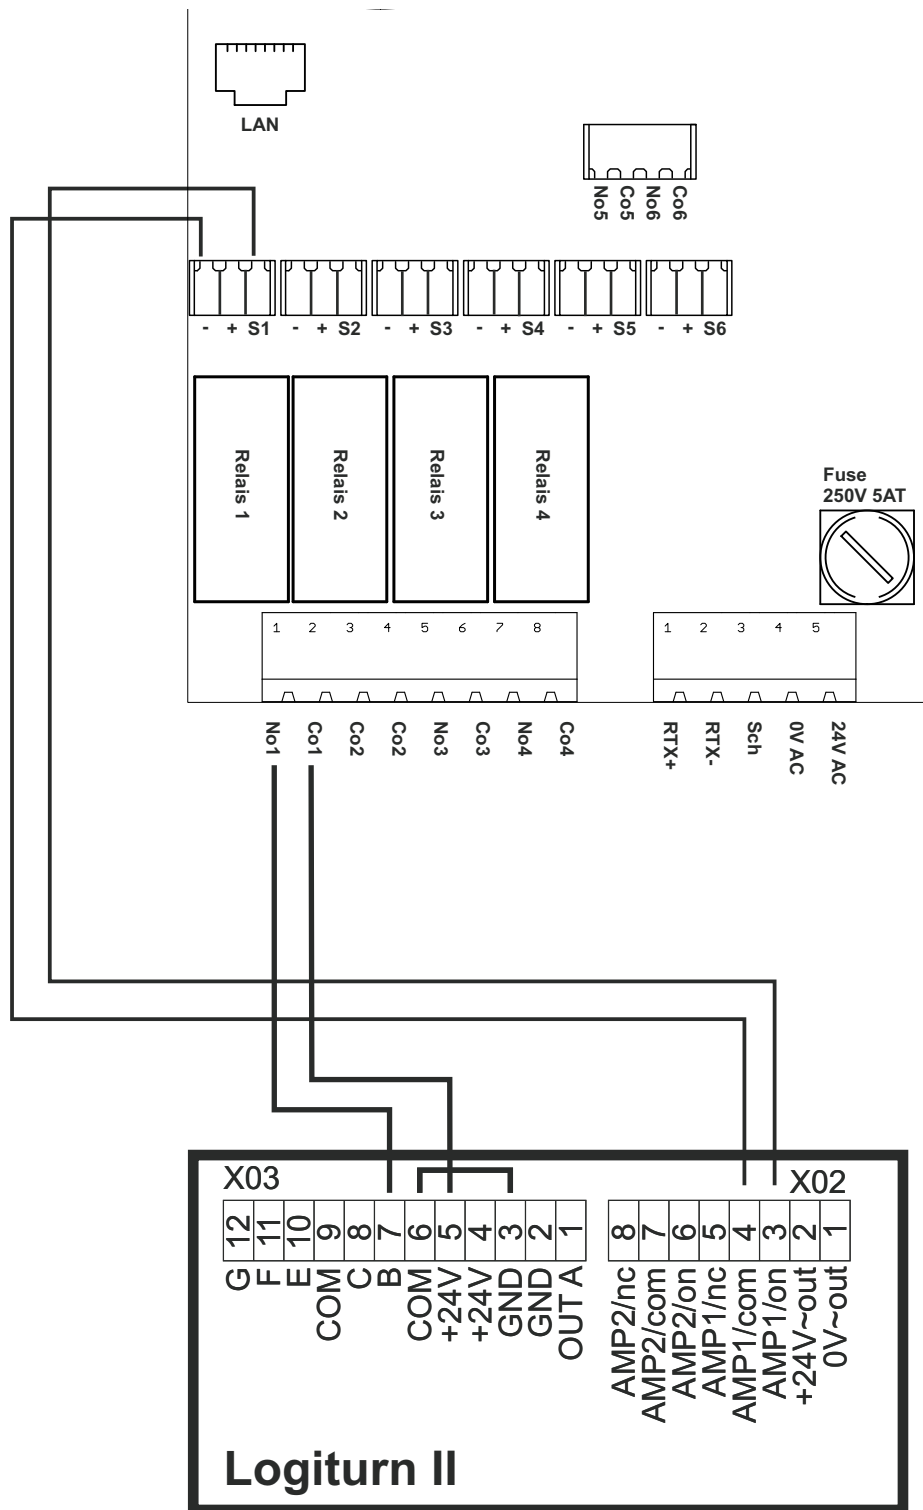 LAN
No5
Co5
No6
Co6
- + S1
- + S2
- + S3
- + S4
- + S5
- + S6
Relais 1
Relais 2
Relais 3
Relais 4
Fuse
250V 5AT
1 2 3 4 5 6 7 8
1 2 3 4 5
No1
Co1
Co2
Co2
No3
Co3
No4
Co4
RTX+
RTX-
Sch
0V AC
24V AC
X03
X02
12 11 10 9 8 7 6 5 4 3 2 1
8 7 6 5 4 3 2 1
G
F
E
COM
C
B
COM
+24V
+24V
GND
GND
OUT A
AMP2/nc
AMP2/com
AMP2/on
AMP1/nc
AMP1/com
AMP1/on
+24V~out
0V~out
Logiturn II